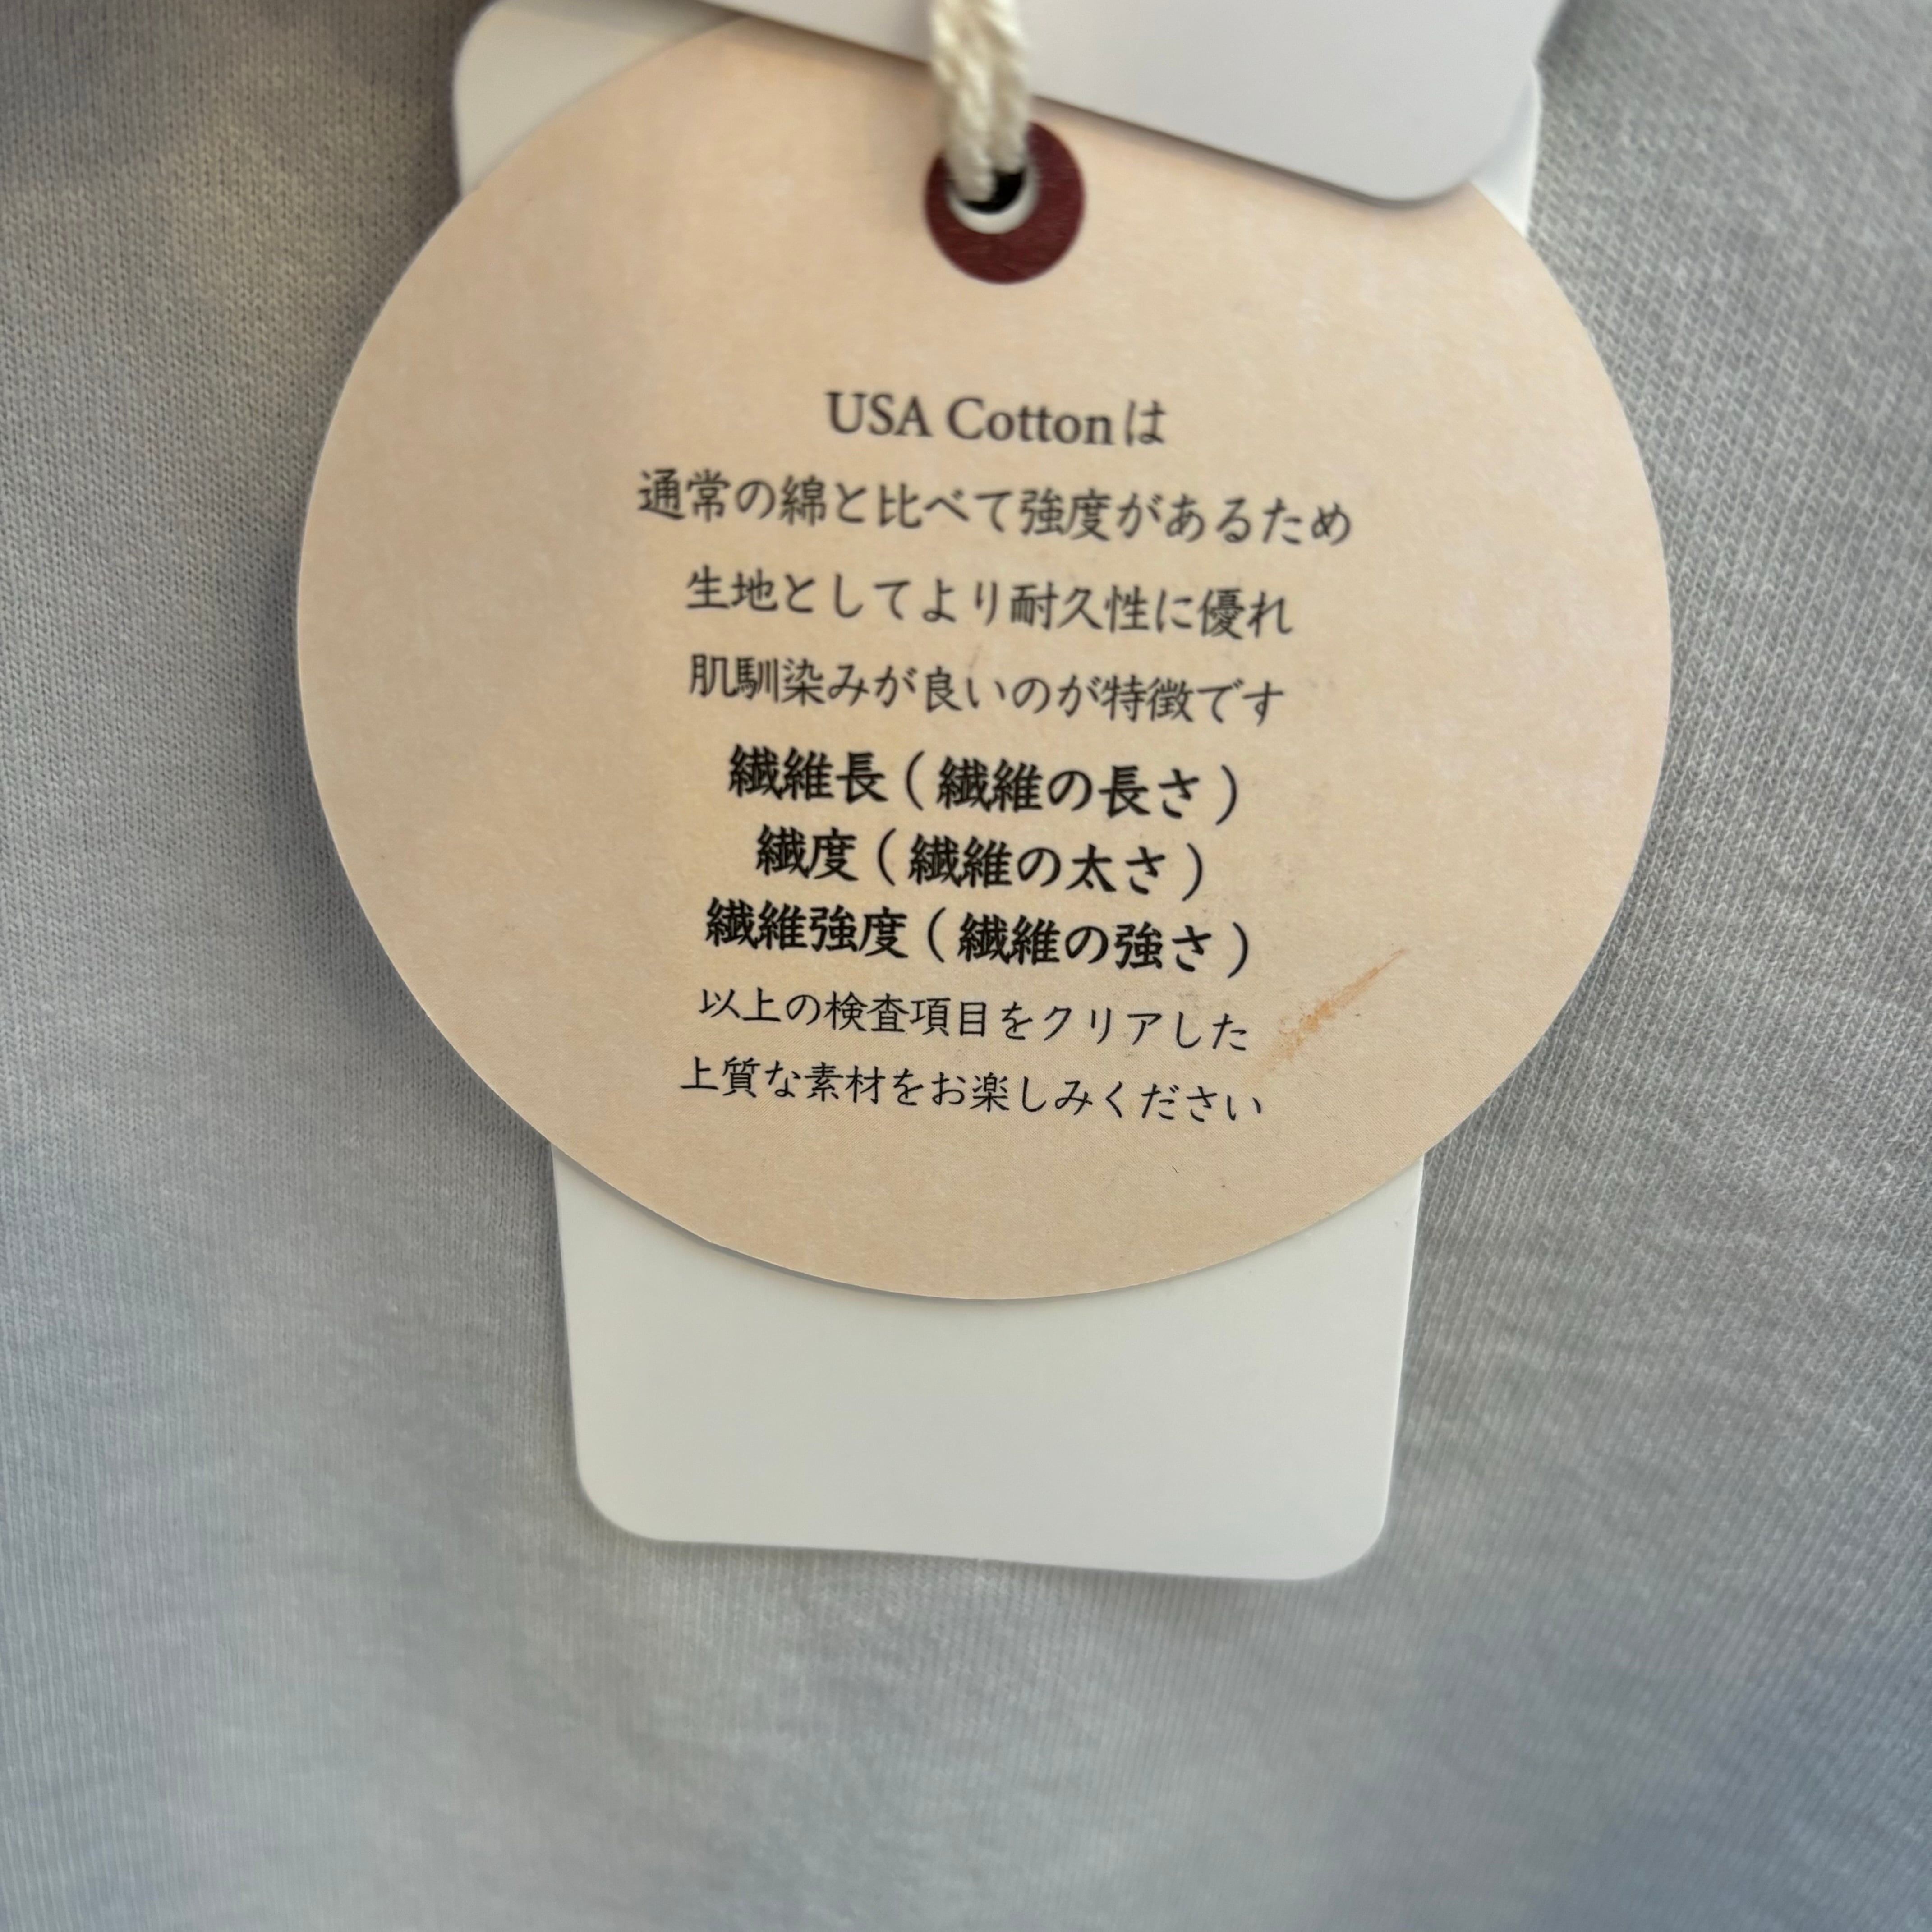 USA Cottonは
通常の綿と比べて強度があるため
生地としてより耐久性に優れ
肌馴染みが良いのが特徴です
繊維長(繊維の長さ)
繊度(繊維の太さ)
繊維強度(繊維の強さ)
以上の検査項目をクリアした
上質な素材をお楽しみください